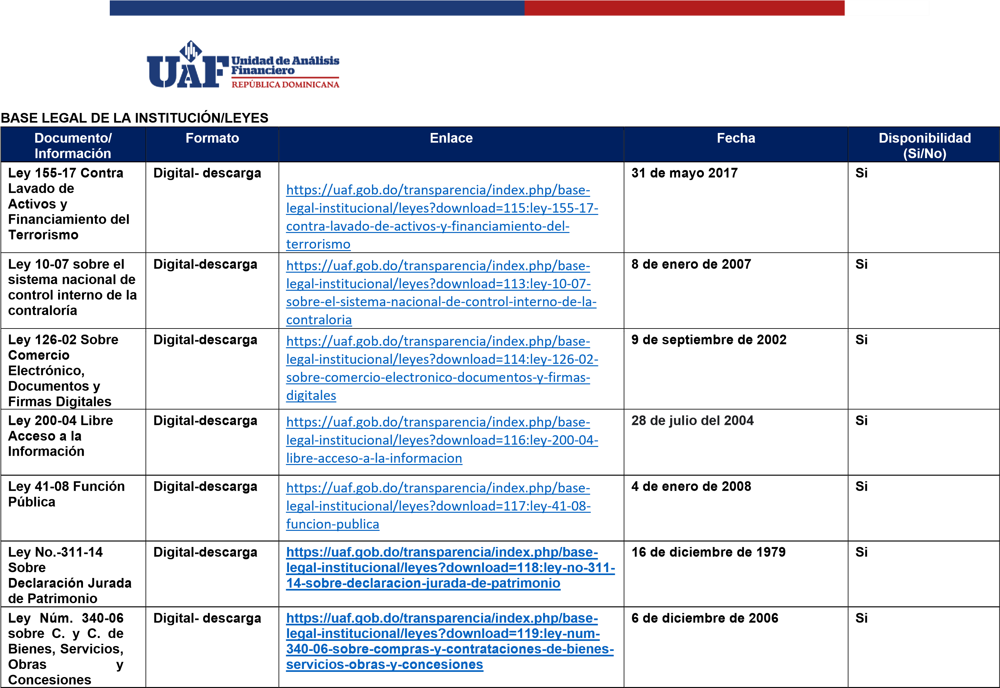 UAF
Unidad de Análisis
Financiero
REPÚBLICA DOMINICANA
BASE LEGAL DE LA INSTITUCIÓN/LEYES
Documento/
Información
Formato
Enlace
Fecha
Disponibilidad
(Si/No)
Ley 155-17 Contra
Lavado de
Activos y
Financiamiento del
Terrorismo
Digital- descarga
https://uaf.gob.do/transparencia/index.php/base-
legal-institucional/leyes?download=115:ley-155-17-
contra-lavado-de-activos-y-financiamiento-del-
terrorismo
31 de mayo 2017
Si
Ley 10-07 sobre el
sistema nacional de
control interno de la
contraloría
Digital-descarga
https://uaf.gob.do/transparencia/index.php/base-
legal-institucional/leyes?download=113:ley-10-07-
sobre-el-sistema-nacional-de-control-interno-de-la-
contraloria
8 de enero de 2007
Si
Ley 126-02 Sobre
Comercio
Electrónico,
Documentos y
Firmas Digitales
Digital-descarga
https://uaf.gob.do/transparencia/index.php/base-
legal-institucional/leyes?download=114:ley-126-02-
sobre-comercio-electronico-documentos-y-firmas-
digitales
9 de septiembre de 2002
Si
Ley 200-04 Libre
Acceso a la
Información
Digital-descarga
https://uaf.gob.do/transparencia/index.php/base-
legal-institucional/leyes?download=116:ley-200-04-
libre-acceso-a-la-informacion
28 de julio del 2004
Si
Ley 41-08 Función
Pública
Digital-descarga
https://uaf.gob.do/transparencia/index.php/base-
legal-institucional/leyes?download=117:ley-41-08-
funcion-publica
4 de enero de 2008
Si
Ley No.-311-14
Sobre
Declaración Jurada
de Patrimonio
Digital-descarga
https://uaf.gob.do/transparencia/index.php/base-
legal-institucional/leyes?download=118:ley-no-311-
14-sobre-declaracion-jurada-de-patrimonio
16 de diciembre de 1979
Si
Ley Núm. 340-06
sobre C. y C. de
Bienes, Servicios,
Obras y
Concesiones
Digital- descarga
https://uaf.gob.do/transparencia/index.php/base-
legal-institucional/leyes?download=119:ley-num-
340-06-sobre-compras-y-contrataciones-de-bienes-
servicios-obras-y-concesiones
6 de diciembre de 2006
Si